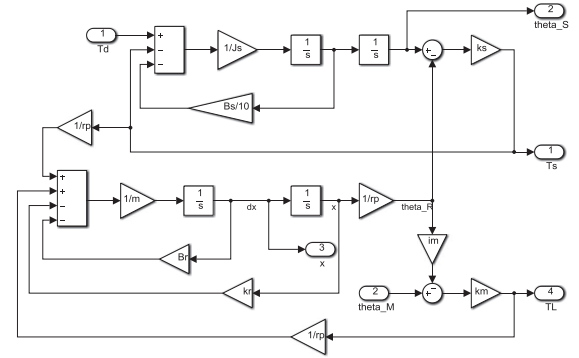 2
theta_S
1
Td
+
−
−
1/Js
1
s
1
s
+
−
ks
Bs/10
1/rp
1
Ts
+
+
−
−
1/m
1
s
dx
1
s
x
1/rp
theta_R
3
x
im
Br
kr
2
theta_M
−
+
km
4
TL
1/rp